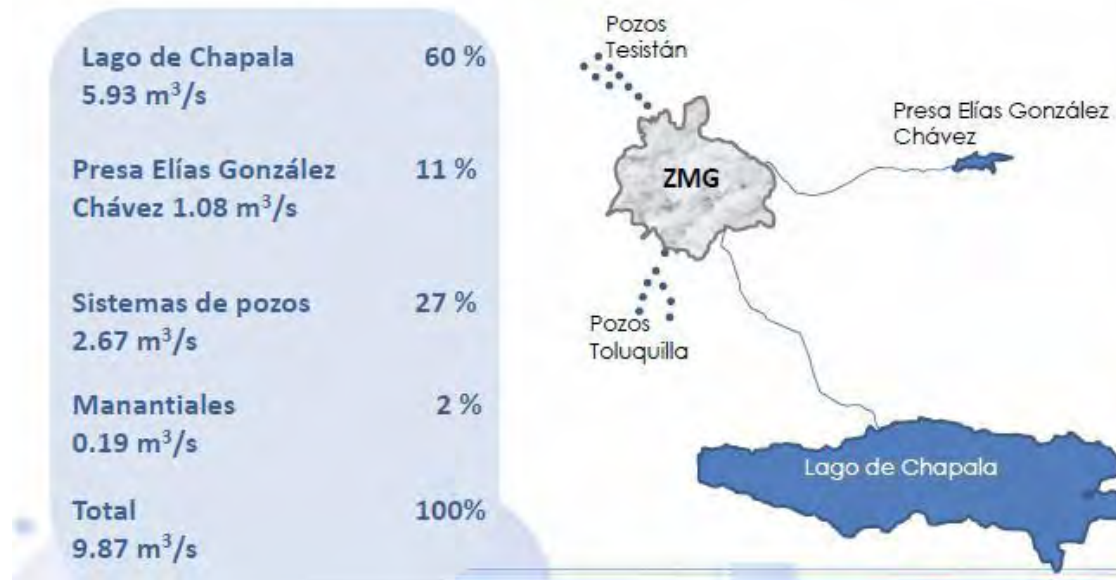 Lago de Chapala 60 %
5.93 m³/s
Presa Elías González 11 %
Chávez 1.08 m³/s
Sistemas de pozos 27 %
2.67 m³/s
Manantiales 2 %
0.19 m³/s
Total 100%
9.87 m³/s
Pozos
Tesistán
Presa Elías González
Chávez
ZMG
Pozos
Toluquilla
Lago de Chapala